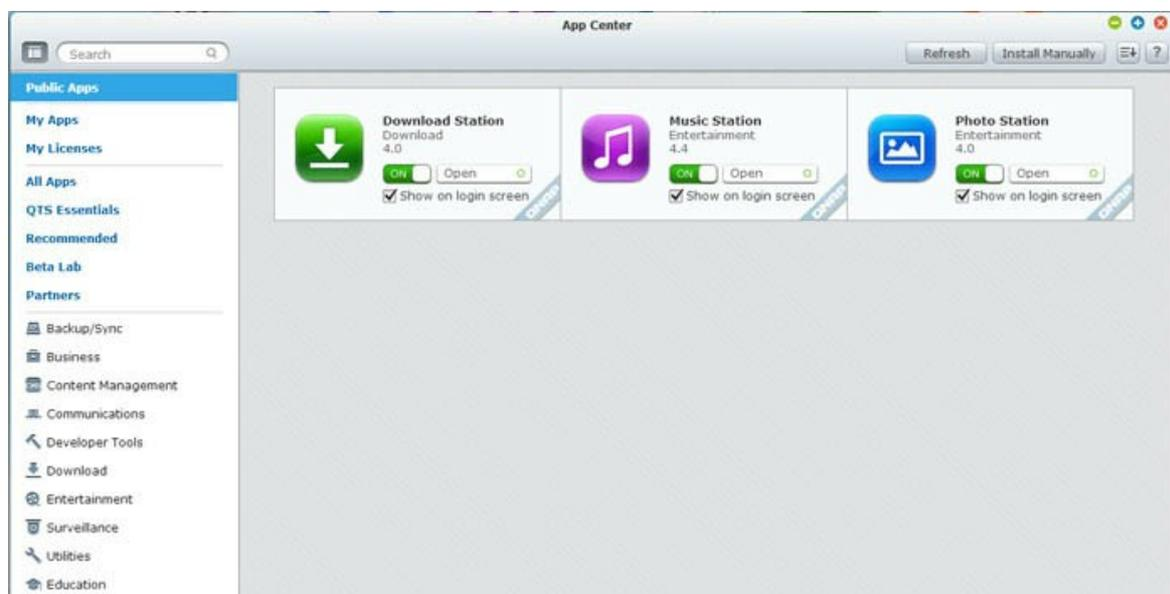 App Center
Search
Refresh
Install Manually
?
Public Apps
My Apps
My Licenses
All Apps
QTS Essentials
Recommended
Beta Lab
Partners
Backup/Sync
Business
Content Management
Communications
Developer Tools
Download
Entertainment
Surveillance
Utilities
Education
Download Station
Download
4.0
ON
Open
Show on login screen
QNAP
Music Station
Entertainment
4.4
ON
Open
Show on login screen
QNAP
Photo Station
Entertainment
4.0
ON
Open
Show on login screen
QNAP